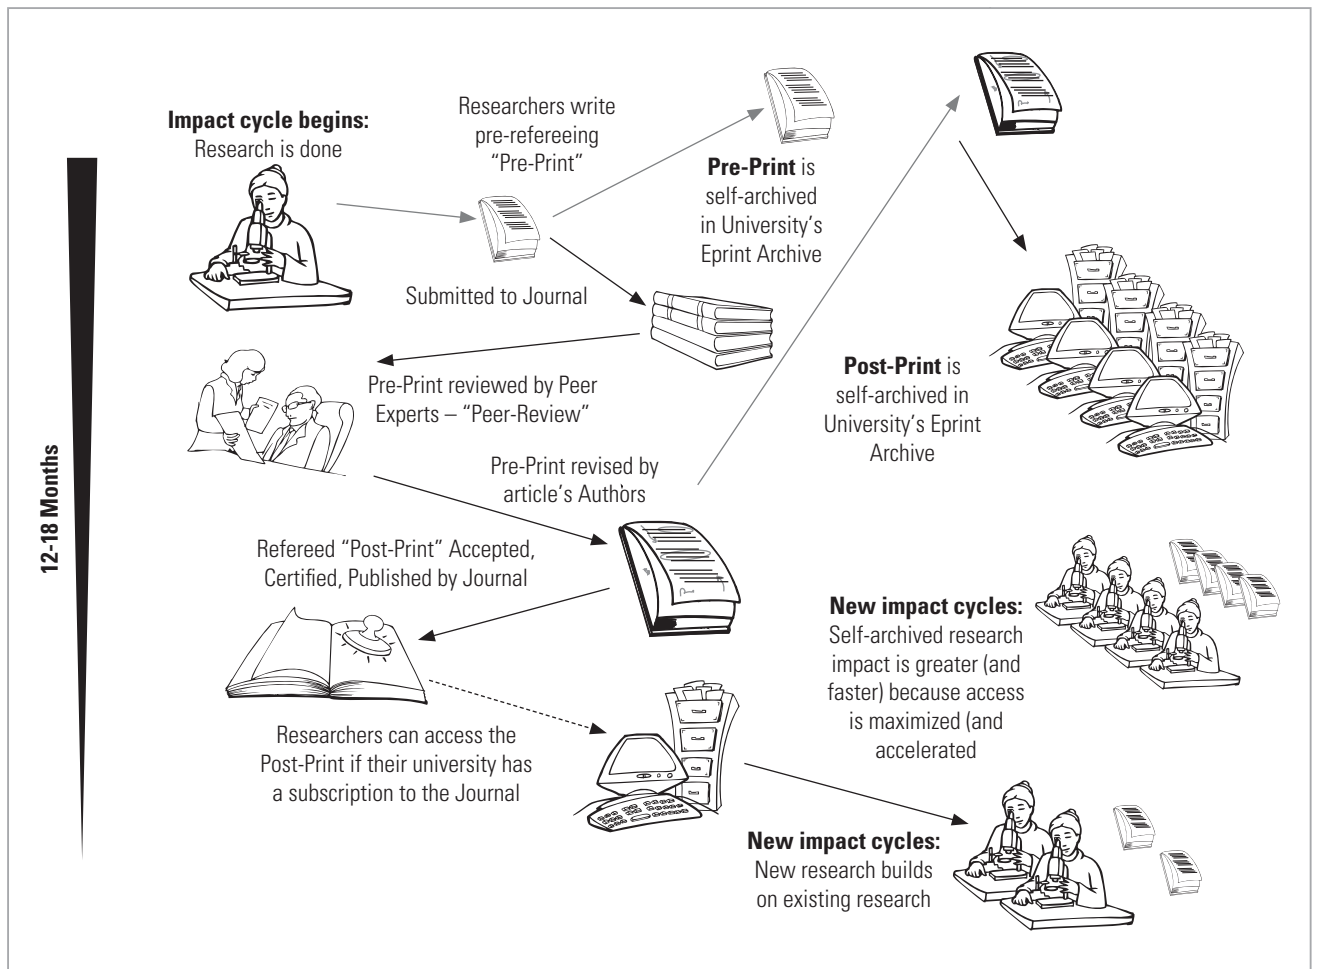 Impact cycle begins:
Research is done
Researchers write
pre-refereeing
“Pre-Print”
Pre-Print is
self-archived
in University’s
Eprint Archive
Submitted to Journal
Pre-Print reviewed by Peer
Experts – “Peer-Review”
Post-Print is
self-archived in
University’s Eprint
Archive
12-18 Months
Pre-Print revised by
article’s Authors
Refereed “Post-Print” Accepted,
Certified, Published by Journal
New impact cycles:
Self-archived research
impact is greater (and
faster) because access
is maximized (and
accelerated
Researchers can access the
Post-Print if their university has
a subscription to the Journal
New impact cycles:
New research builds
on existing research